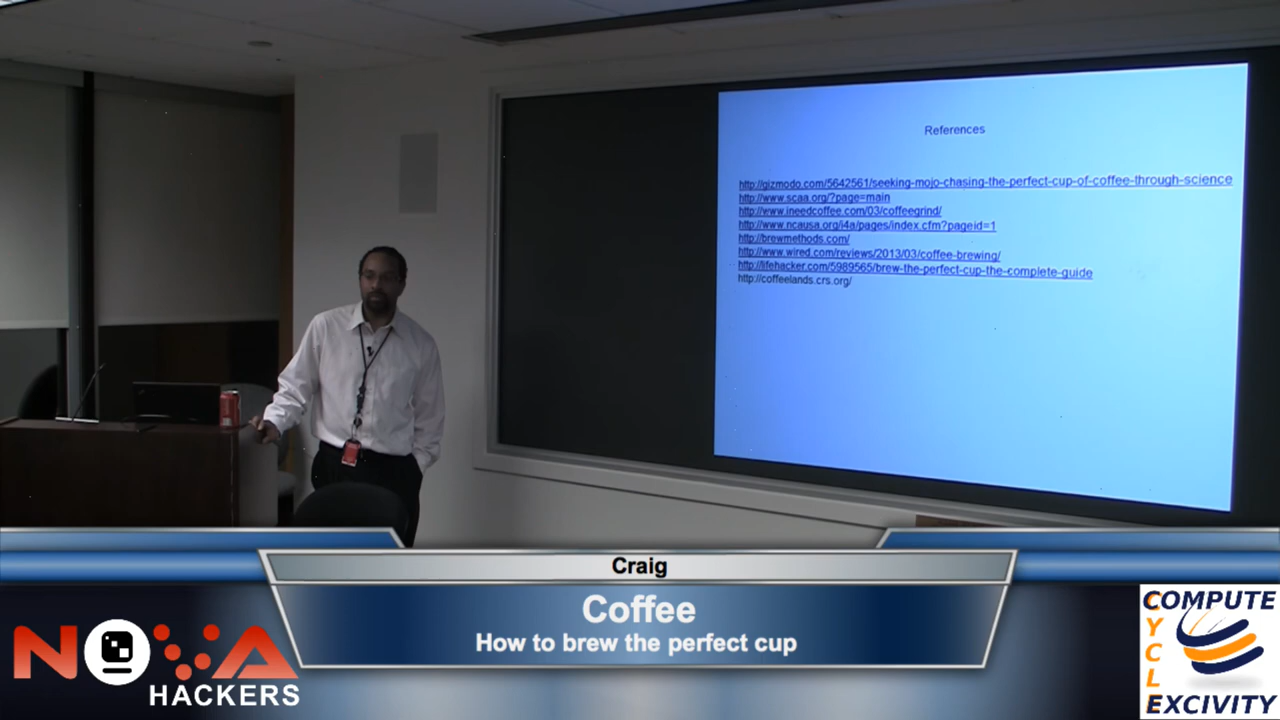 References
http://gizmodo.com/5642561/seeking-mojo-chasing-the-perfect-cup-of-coffee-through-science
http://www.scaa.org/?page=main
http://www.ineedcoffee.com/03/coffeegrind/
http://www.ncausa.org/i4a/pages/index.cfm?pageid=1
http://brewmethods.com/
http://www.wired.com/reviews/2013/03/coffee-brewing/
http://lifehacker.com/5989565/brew-the-perfect-cup-the-complete-guide
http://coffeelands.crs.org/
Craig
Coffee
How to brew the perfect cup
NOVA
HACKERS
COMPUTE
CYCLE
EXCIVITY